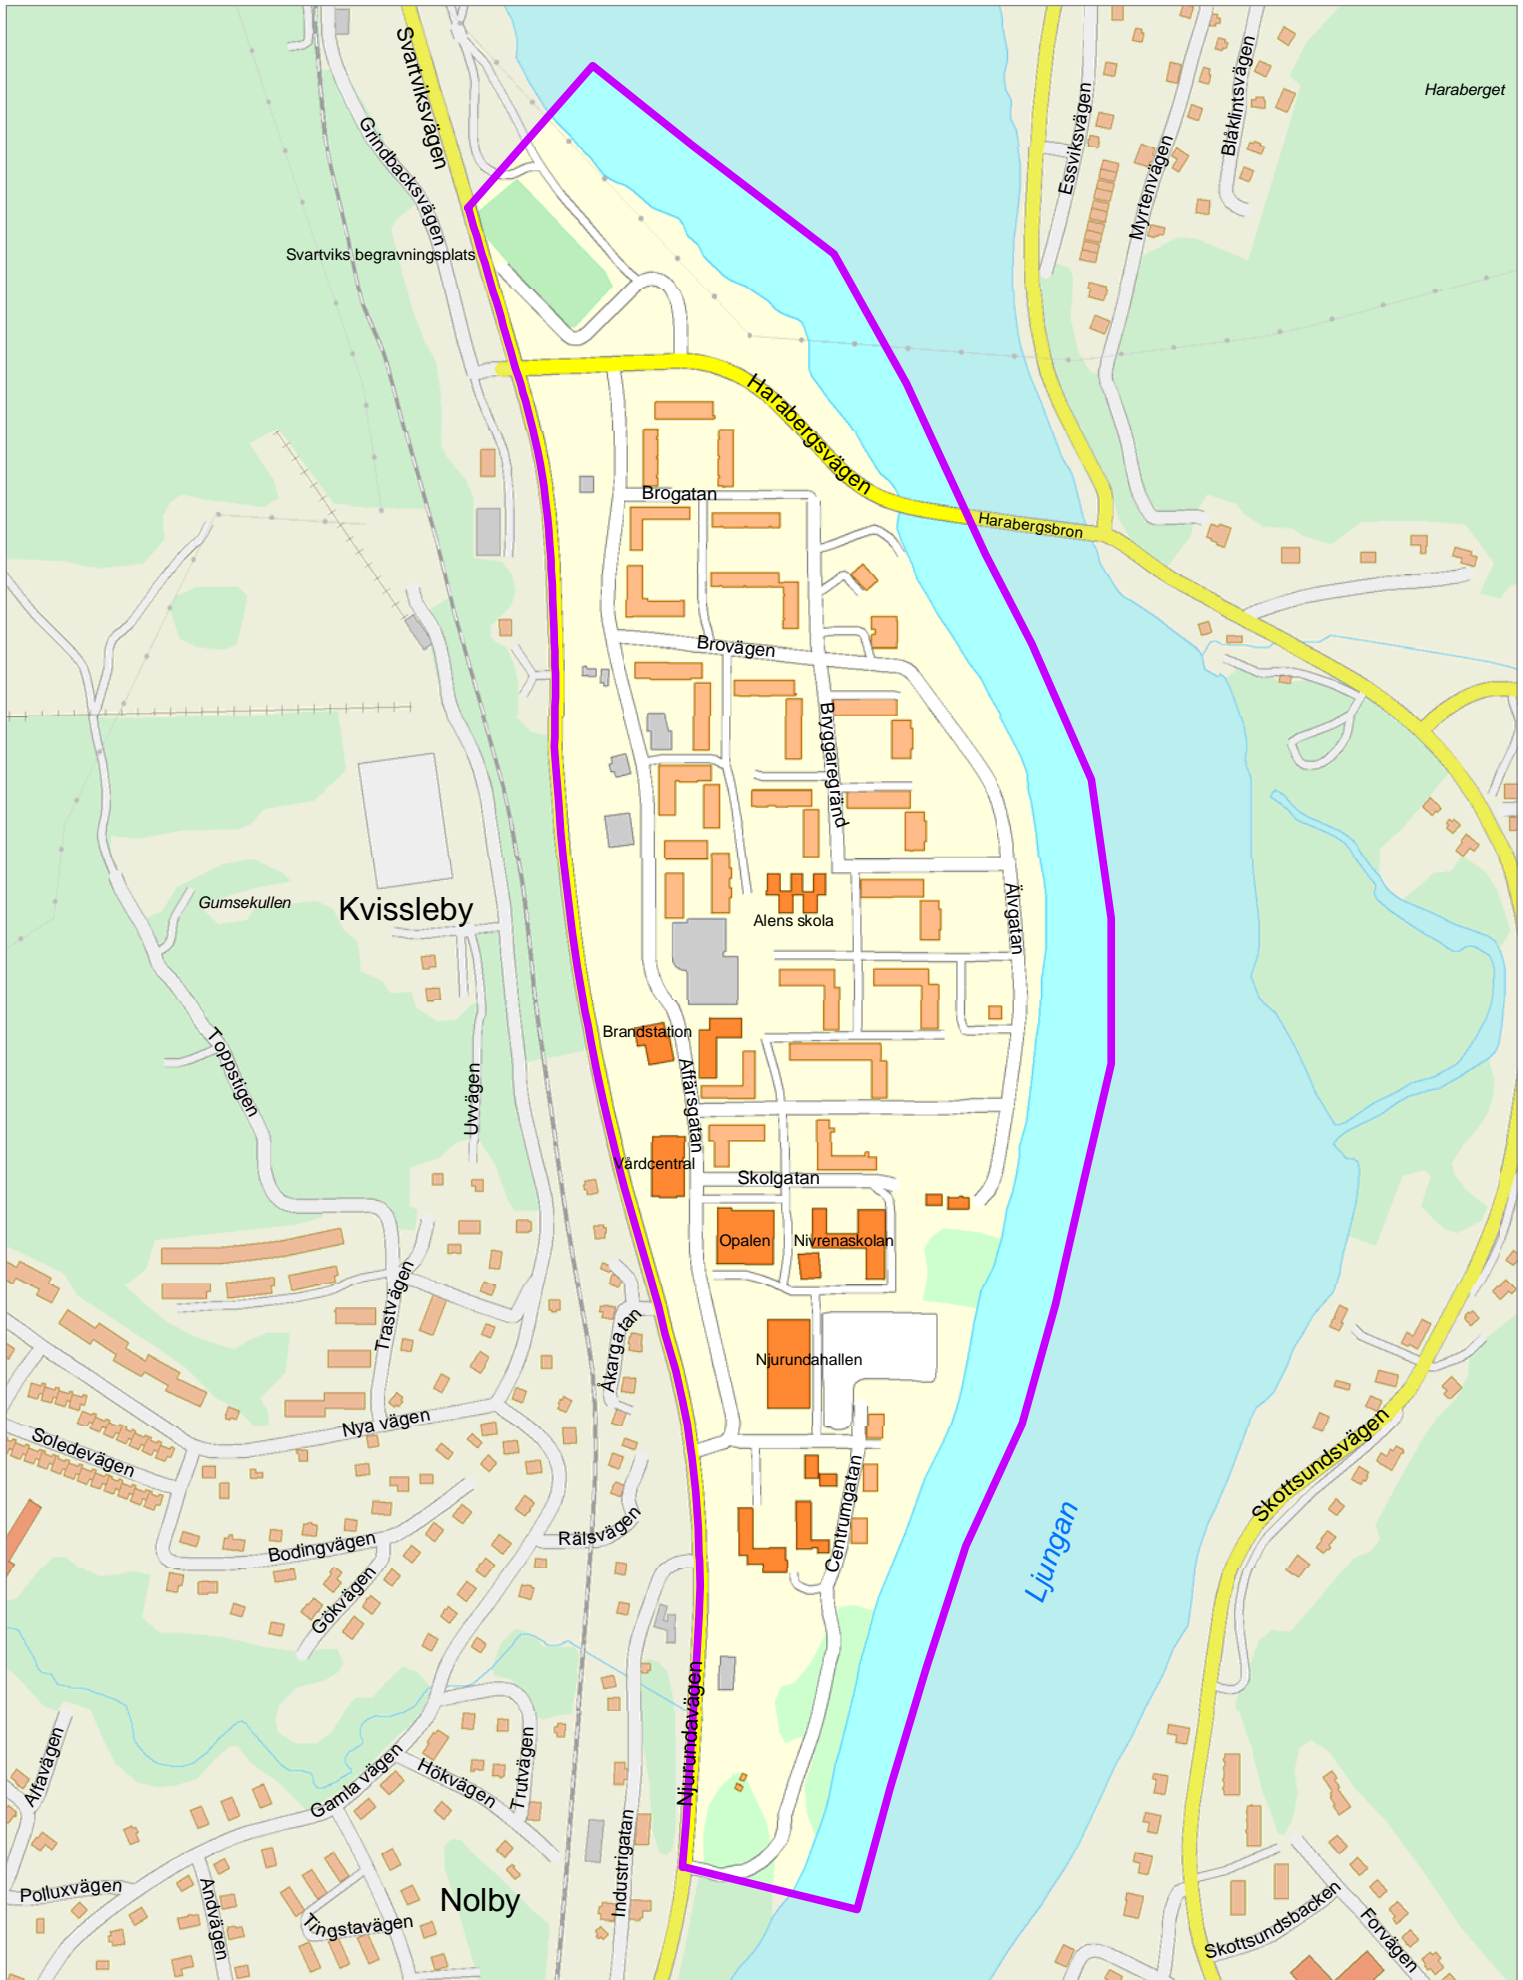 Svartviksvägen
Grindbacksvägen
Svartviks begravningsplats
Essviksvägen
Myrtenvägen
Blåklintsvägen
Haraberget
Harabergsvägen
Harabergsbron
Brogatan
Brovägen
Bryggaregränd
Älvgatan
Alens skola
Gumsekullen
Kvissleby
Toppstigen
Uvvägen
Brandstation
Affärsgatan
Vårdcentral
Skolgatan
Opalen
Nivrenaskolan
Njurundahallen
Trastvägen
Åkargatan
Nya vägen
Soledevägen
Bodingvägen
Gökvägen
Rälsvägen
Centrumgatan
Ljungan
Skottsundsvägen
Njurundavägen
Alfavägen
Gamla vägen
Hökvägen
Trutvägen
Industrigatan
Polluxvägen
Andvägen
Tingstavägen
Nolby
Skottsundsbacken
Forvägen